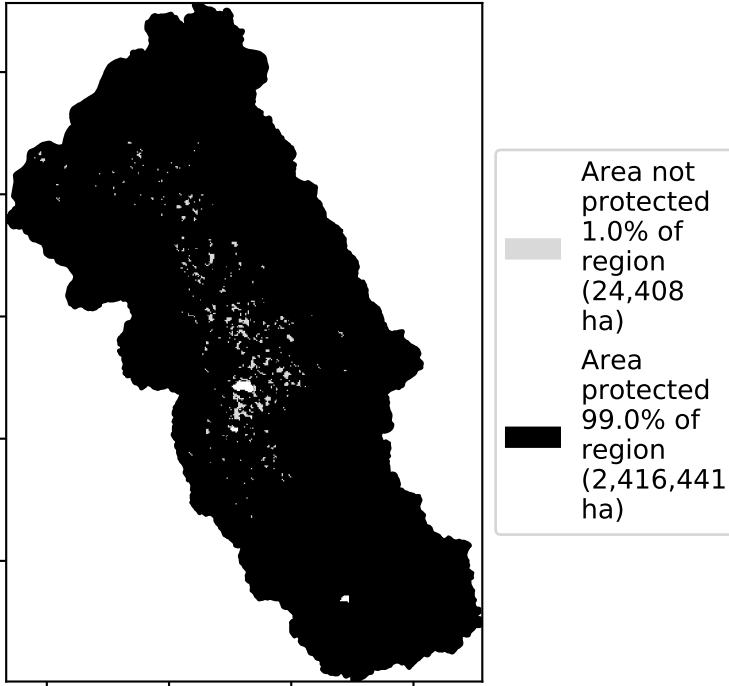 Area not
protected
1.0% of
region
(24,408
ha)
Area
protected
99.0% of
region
(2,416,441
ha)